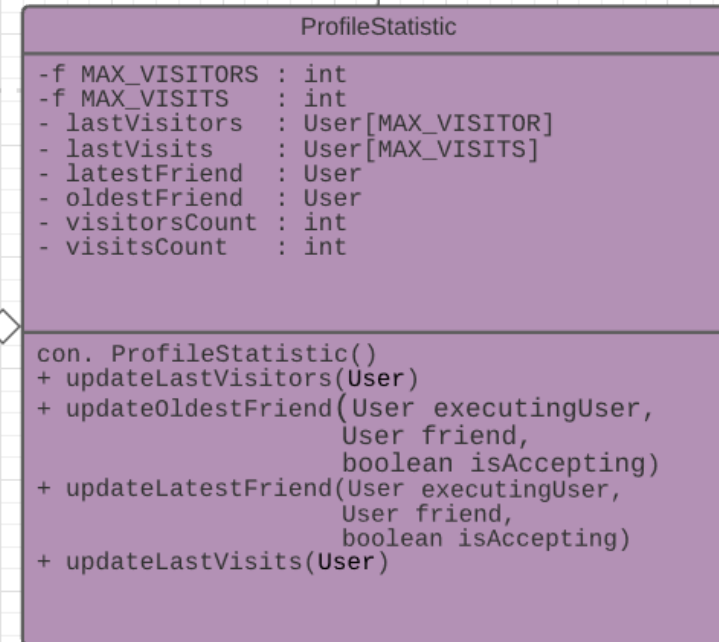 ProfileStatistic
-f MAX_VISITORS : int
-f MAX_VISITS : int
- lastVisitors : User[MAX_VISITOR]
- lastVisits : User[MAX_VISITS]
- latestFriend : User
- oldestFriend : User
- visitorsCount : int
- visitsCount : int
con. ProfileStatistic()
+ updateLastVisitors(User)
+ updateOldestFriend(User executingUser,
User friend,
boolean isAccepting)
+ updateLatestFriend(User executingUser,
User friend,
boolean isAccepting)
+ updateLastVisits(User)